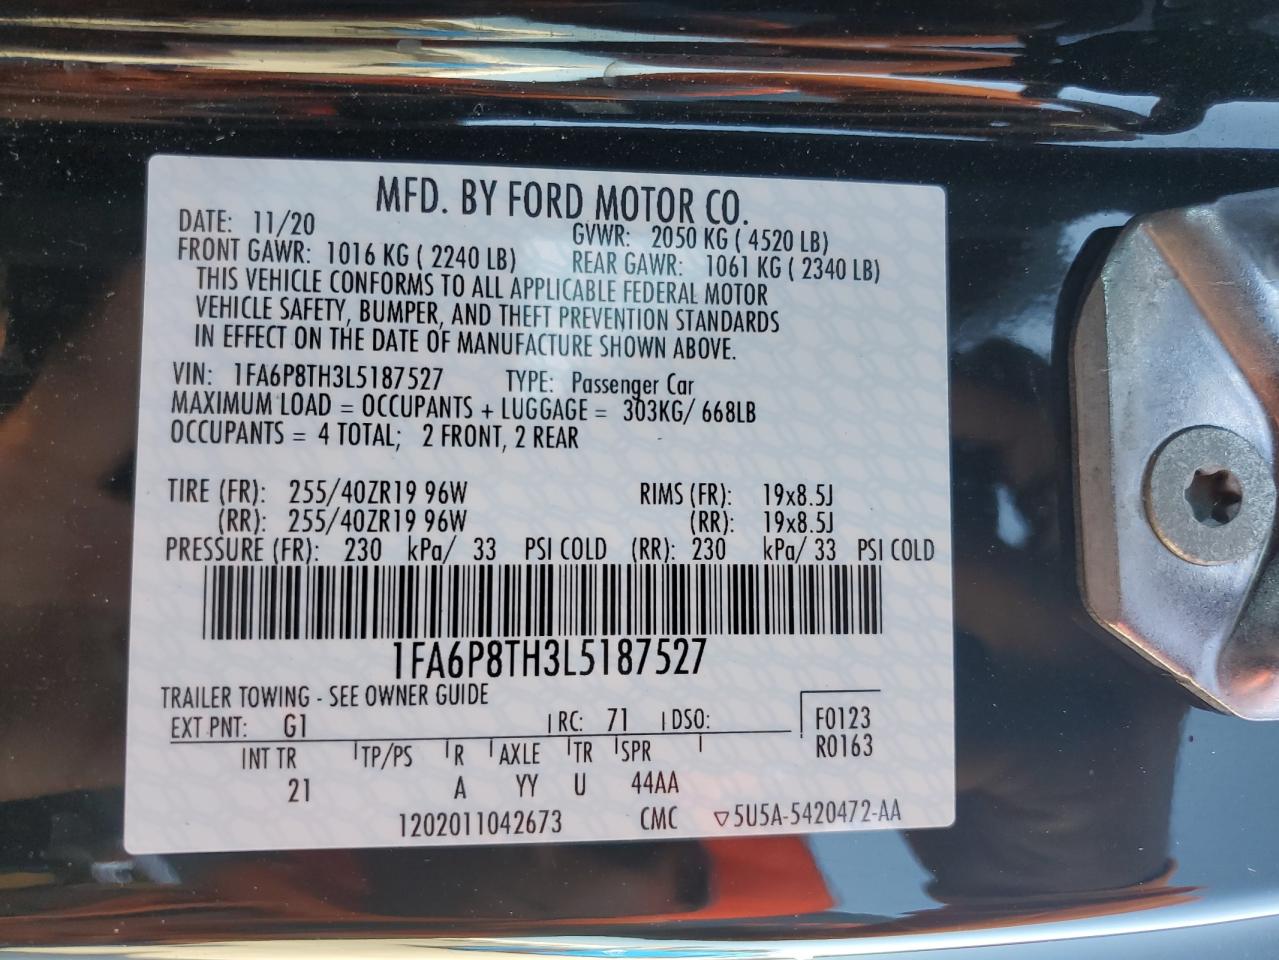 MFD. BY FORD MOTOR CO.
DATE: 11/20 GVWR: 2050 KG ( 4520 LB)
FRONT GAWR: 1016 KG ( 2240 LB) REAR GAWR: 1061 KG ( 2340 LB)
THIS VEHICLE CONFORMS TO ALL APPLICABLE FEDERAL MOTOR
VEHICLE SAFETY, BUMPER, AND THEFT PREVENTION STANDARDS
IN EFFECT ON THE DATE OF MANUFACTURE SHOWN ABOVE.
VIN: 1FA6P8TH3L5187527 TYPE: Passenger Car
MAXIMUM LOAD = OCCUPANTS + LUGGAGE = 303KG/ 668LB
OCCUPANTS = 4 TOTAL; 2 FRONT, 2 REAR
TIRE (FR): 255/40ZR19 96W RIMS (FR): 19x8.5J
(RR): 255/40ZR19 96W (RR): 19x8.5J
PRESSURE (FR): 230 kPa/ 33 PSI COLD (RR): 230 kPa/ 33 PSI COLD
1FA6P8TH3L5187527
TRAILER TOWING - SEE OWNER GUIDE
EXT PNT: G1 RC: 71 DSO: F0123
INT TR TP/PS R AXLE TR SPR R0163
21 A YY U 44AA
1202011042673 CMC ▽5U5A-5420472-AA